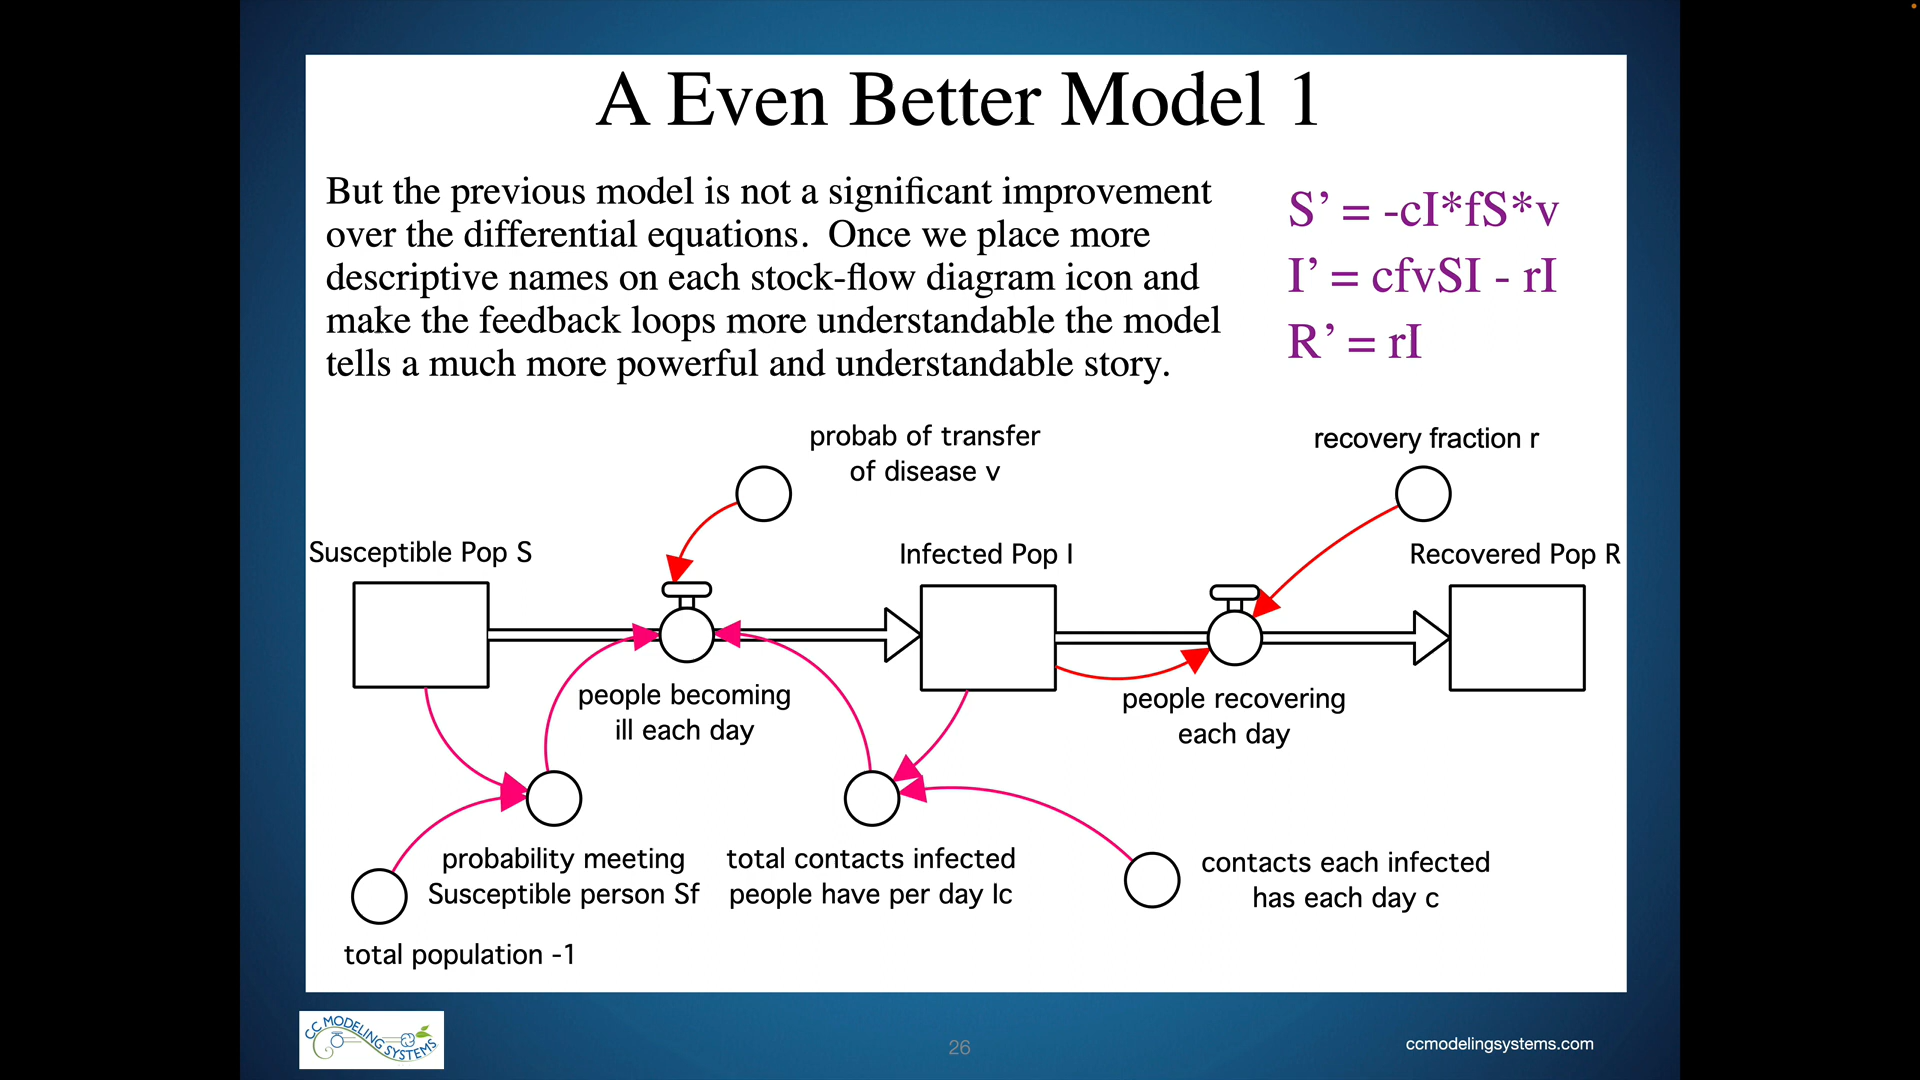 A Even Better Model 1
But the previous model is not a significant improvement
over the differential equations.  Once we place more
descriptive names on each stock-flow diagram icon and
make the feedback loops more understandable the model
tells a much more powerful and understandable story.
S’ = -cI*fS*v
I’ = cfvSI - rI
R’ = rI
probab of transfer
of disease v
recovery fraction r
Susceptible Pop S
Infected Pop I
Recovered Pop R
people becoming
ill each day
people recovering
each day
probability meeting
Susceptible person Sf
total contacts infected
people have per day Ic
contacts each infected
has each day c
total population -1
CC MODELING SYSTEMS
26
ccmodelingsystems.com